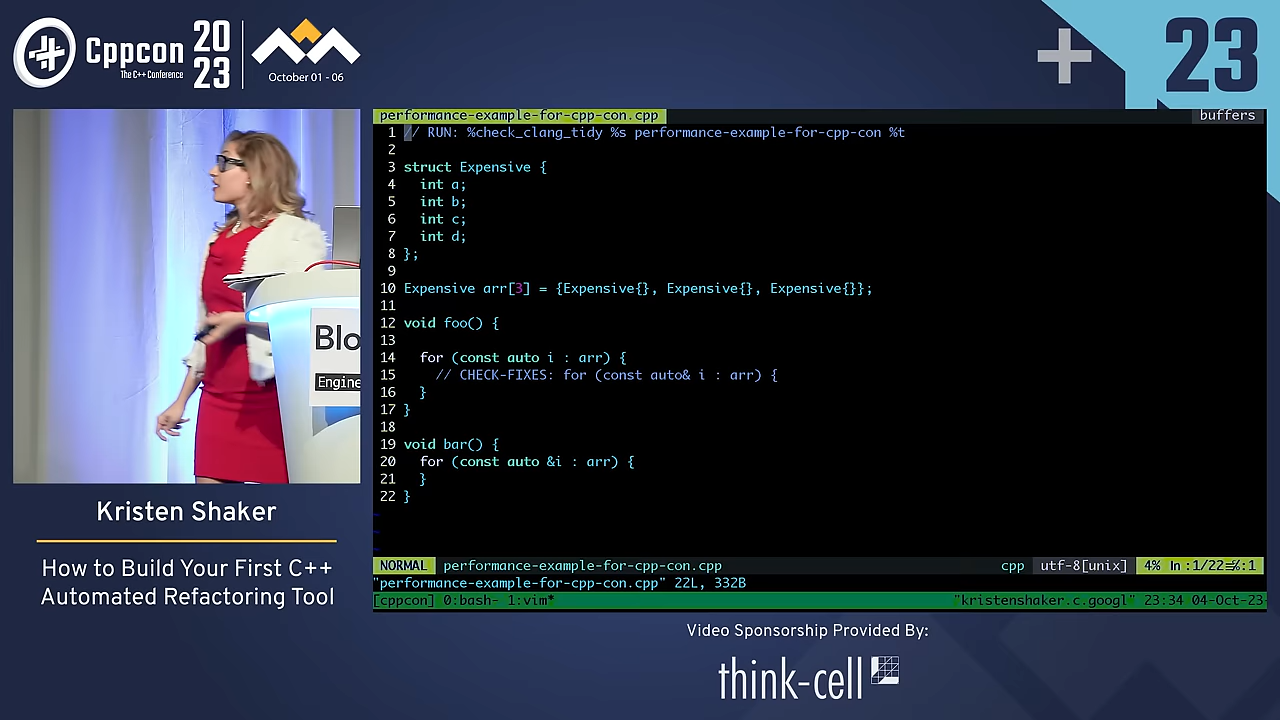 Cppcon
The C++ Conference
20
23
October 01 - 06
23
performance-example-for-cpp-con.cpp
buffers
1 // RUN: %check_clang_tidy %s performance-example-for-cpp-con %t
2
3 struct Expensive {
4 int a;
5 int b;
6 int c;
7 int d;
8 };
9
10 Expensive arr[3] = {Expensive{}, Expensive{}, Expensive{}};
11
12 void foo() {
13
14 for (const auto i : arr) {
15 // CHECK-FIXES: for (const auto& i : arr) {
16 }
17 }
18
19 void bar() {
20 for (const auto &i : arr) {
21 }
22 }
NORMAL performance-example-for-cpp-con.cpp cpp utf-8[unix] 4% ln :1/22 :1
"performance-example-for-cpp-con.cpp" 22L, 332B
[cppcon] 0:bash- 1:vim* "kristenshaker.c.googl" 23:34 04-Oct-23
Blo
Engine
Kristen Shaker
How to Build Your First C++
Automated Refactoring Tool
Video Sponsorship Provided By:
think-cell